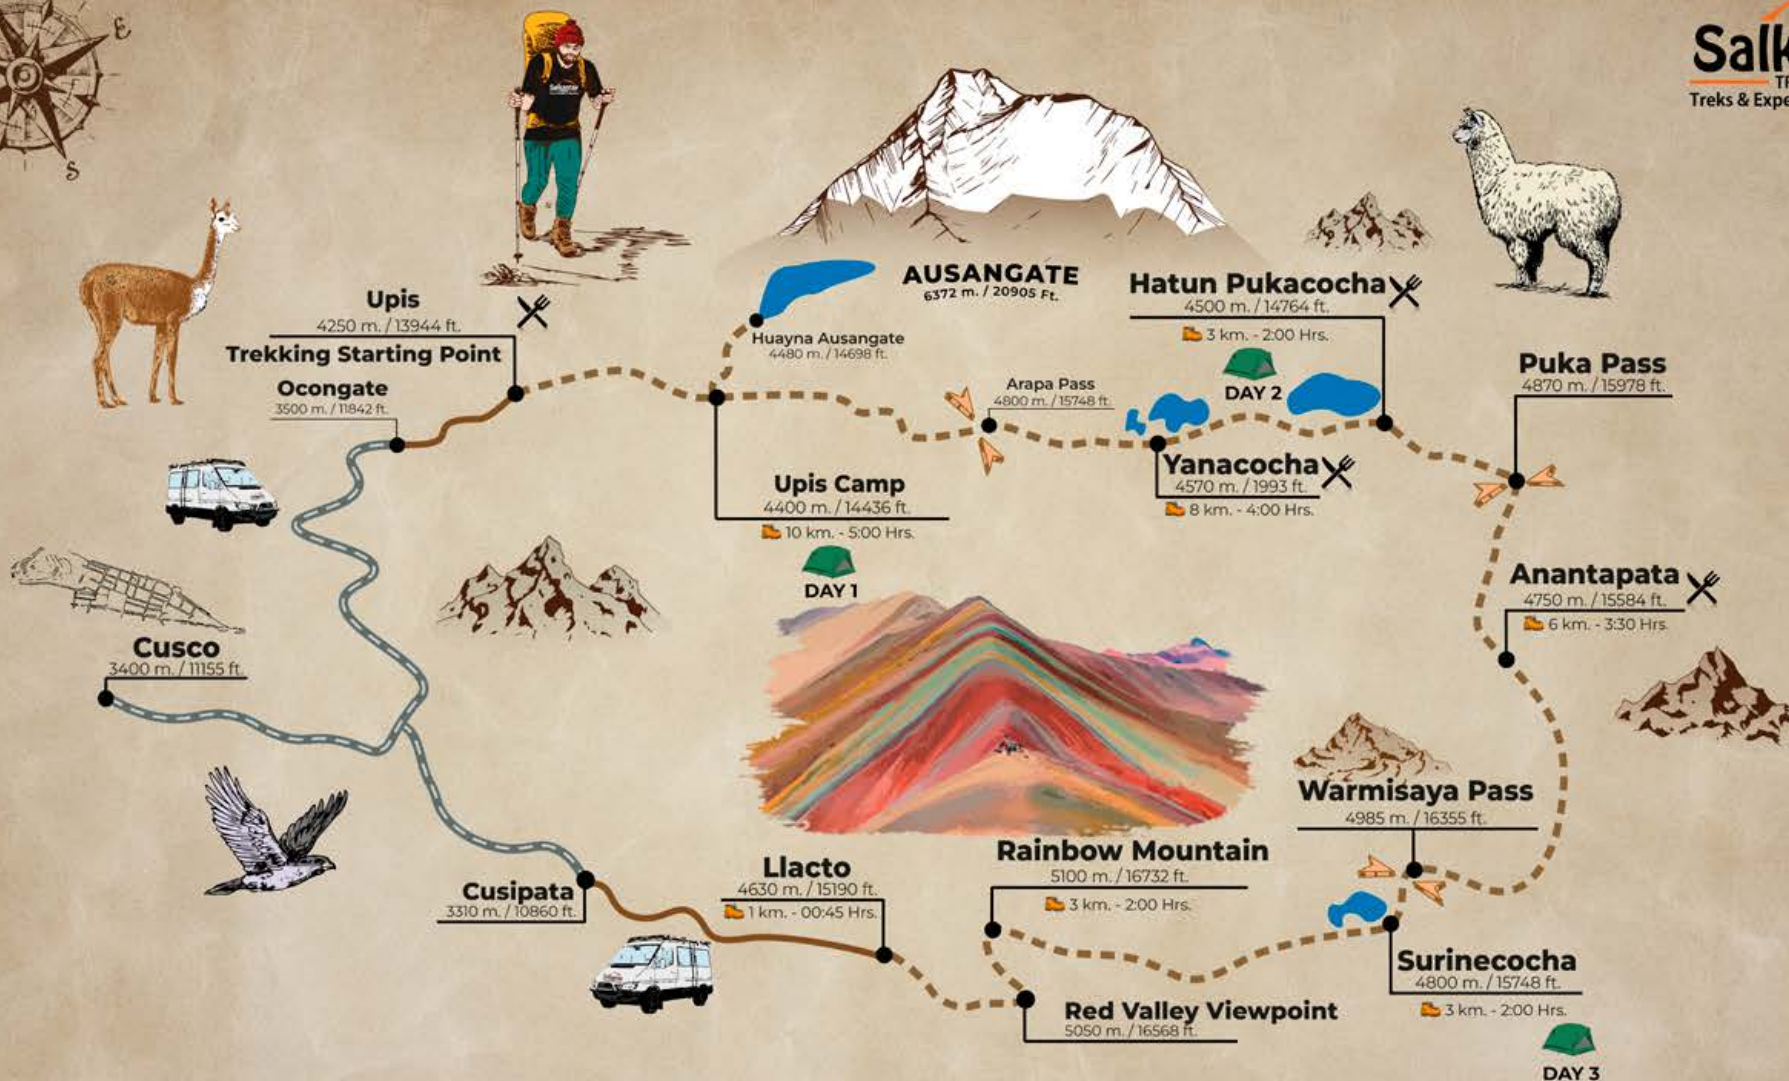 E
S
Salk
TR
Treks & Expe
Salkantay
AUSANGATE
6372 m. / 20905 Ft.
Hatun Pukacocha
4500 m. / 14764 ft.
3 km. - 2:00 Hrs.
DAY 2
Upis
4250 m. / 13944 ft.
Trekking Starting Point
Ocongate
3500 m. / 11842 ft.
Huayna Ausangate
4480 m. / 14698 ft.
Arapa Pass
4800 m. / 15748 ft.
Puka Pass
4870 m. / 15978 ft.
Upis Camp
4400 m. / 14436 ft.
10 km. - 5:00 Hrs.
DAY 1
Yanacocha
4570 m. / 1993 ft.
8 km. - 4:00 Hrs.
Anantapata
4750 m. / 15584 ft.
6 km. - 3:30 Hrs.
Cusco
3400 m. / 11155 ft.
Warmisaya Pass
4985 m. / 16355 ft.
Rainbow Mountain
5100 m. / 16732 ft.
3 km. - 2:00 Hrs.
Llacto
4630 m. / 15190 ft.
1 km. - 00:45 Hrs.
Cusipata
3310 m. / 10860 ft.
Surinecocha
4800 m. / 15748 ft.
3 km. - 2:00 Hrs.
DAY 3
Red Valley Viewpoint
5050 m. / 16568 ft.